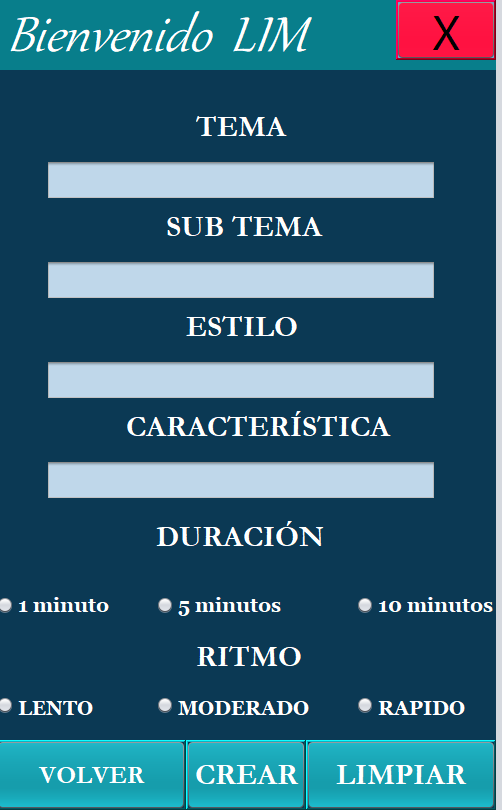 Bienvenido LIM
X
TEMA
SUB TEMA
ESTILO
CARACTERÍSTICA
DURACIÓN
1 minuto 5 minutos 10 minutos
RITMO
LENTO MODERADO RAPIDO
VOLVER CREAR LIMPIAR